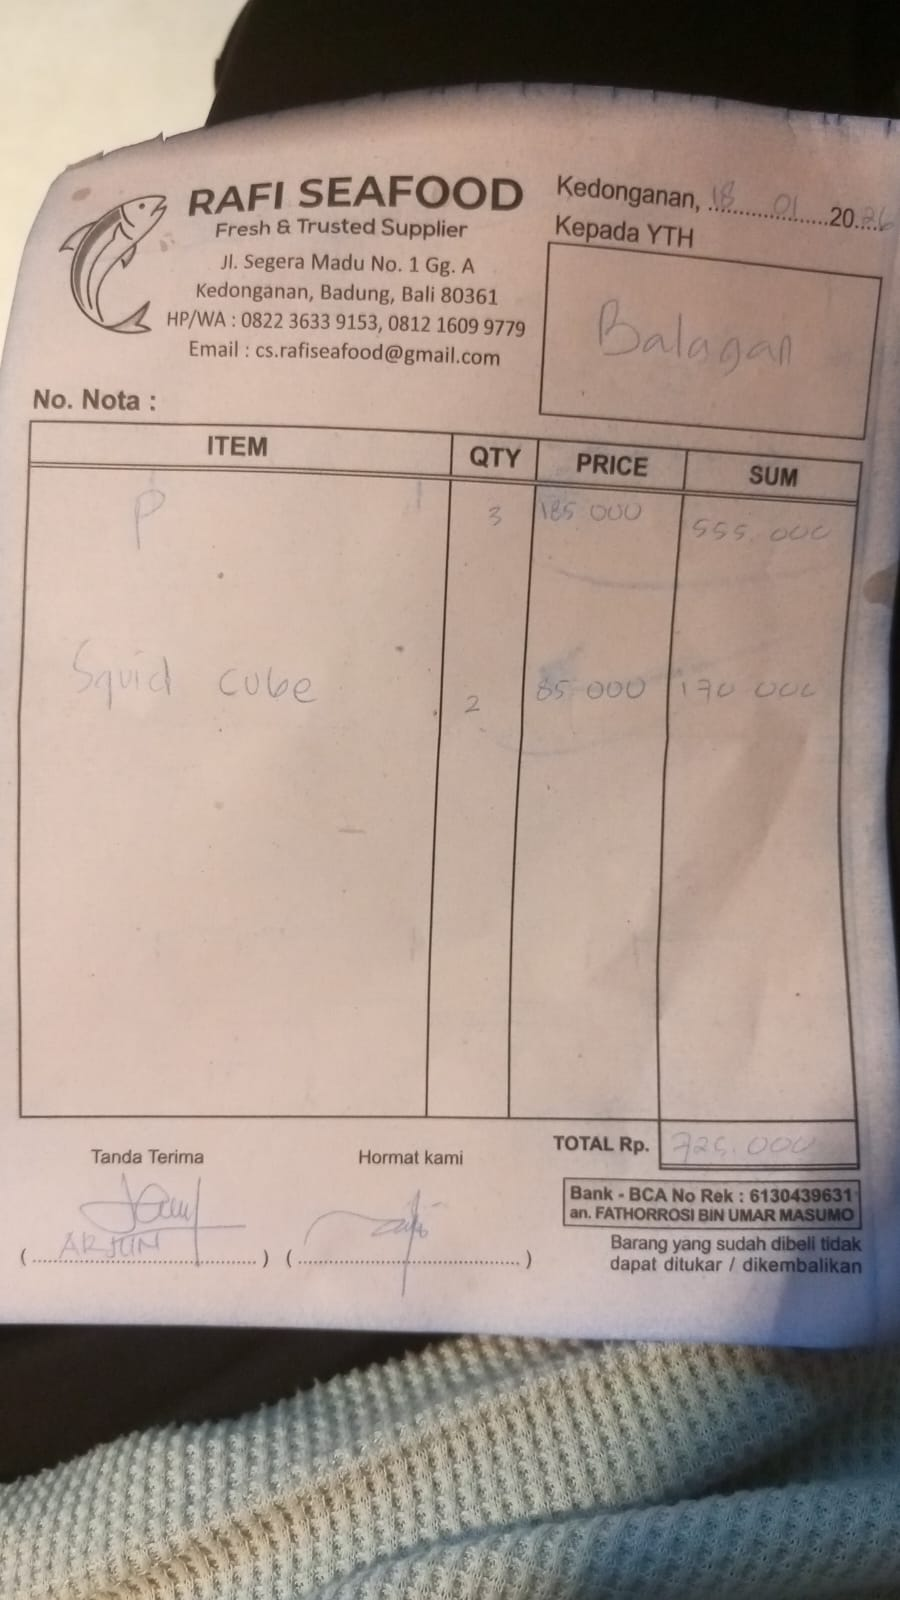 RAFI SEAFOOD
Fresh & Trusted Supplier
Jl. Segera Madu No. 1 Gg. A
Kedonganan, Badung, Bali 80361
HP/WA : 0822 3633 9153, 0812 1609 9779
Email : cs.rafiseafood@gmail.com
Kedonganan, 18 01 2026
Kepada YTH
Balagan
No. Nota :
ITEM QTY PRICE SUM
P 3 185.000 555.000
Squid cube 2 85.000 170 000
TOTAL Rp. 725.000
Tanda Terima Hormat kami
ARJUN
Bank - BCA No Rek : 6130439631
an. FATHORROSI BIN UMAR MASUMO
Barang yang sudah dibeli tidak
dapat ditukar / dikembalikan